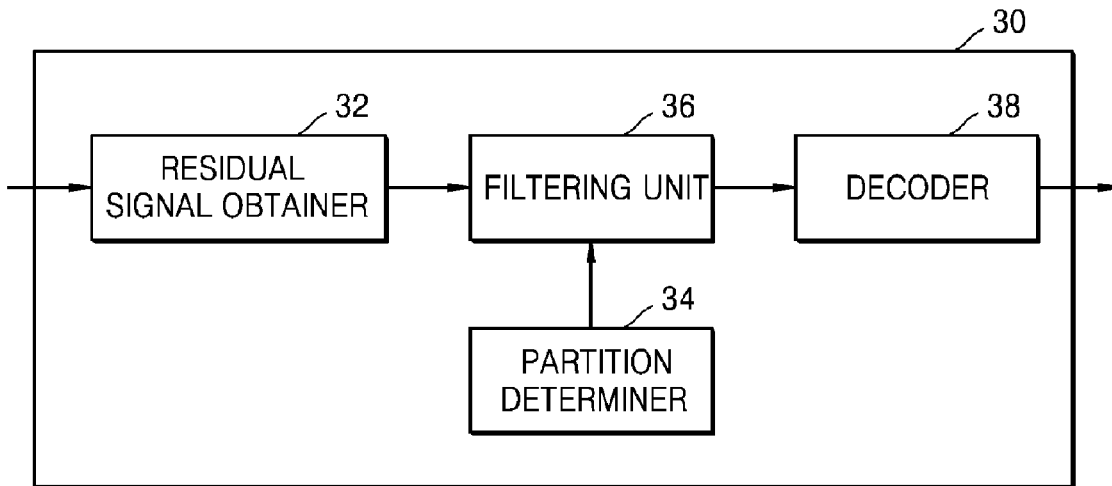 30
32
RESIDUAL
SIGNAL OBTAINER
36
FILTERING UNIT
38
DECODER
34
PARTITION
DETERMINER